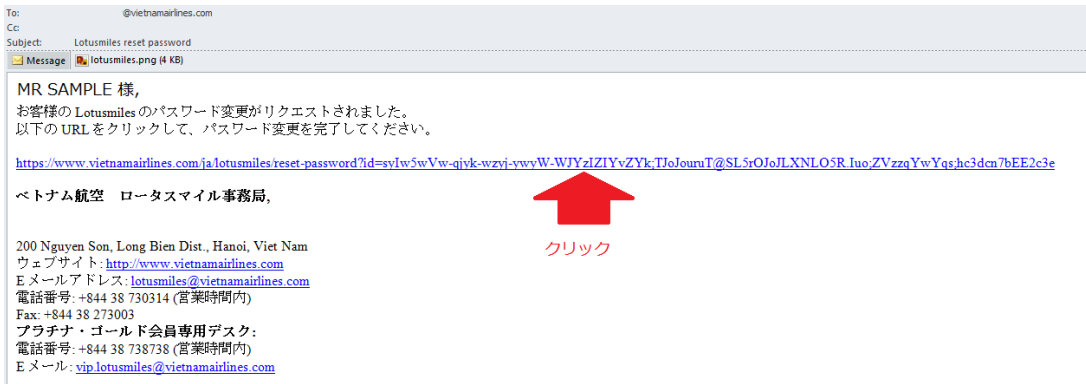 To: @vietnamairlines.com
Cc:
Subject: Lotusmiles reset password
Message lotusmiles.png (4 KB)
MR SAMPLE 様,
お客様の Lotusmiles のパスワード変更がリクエストされました。
以下の URL をクリックして、パスワード変更を完了してください。
https://www.vietnamairlines.com/ja/lotusmiles/reset-password?id=syIw5wVw-qjyk-wzyj-ywyW-WJYzIZIYvZYk;TJoJouruT@SL5rOJoJLXNLO5R.Iuo;ZVzzqYwYqs;hc3dcn7bEE2c3e
ベトナム航空 ロータスマイル事務局,
クリック
200 Nguyen Son, Long Bien Dist., Hanoi, Viet Nam
ウェブサイト: http://www.vietnamairlines.com
E メールアドレス: lotusmiles@vietnamairlines.com
電話番号: +844 38 730314 (営業時間内)
Fax: +844 38 273003
プラチナ・ゴールド会員専用デスク:
電話番号: +844 38 738738 (営業時間内)
E メール: vip.lotusmiles@vietnamairlines.com